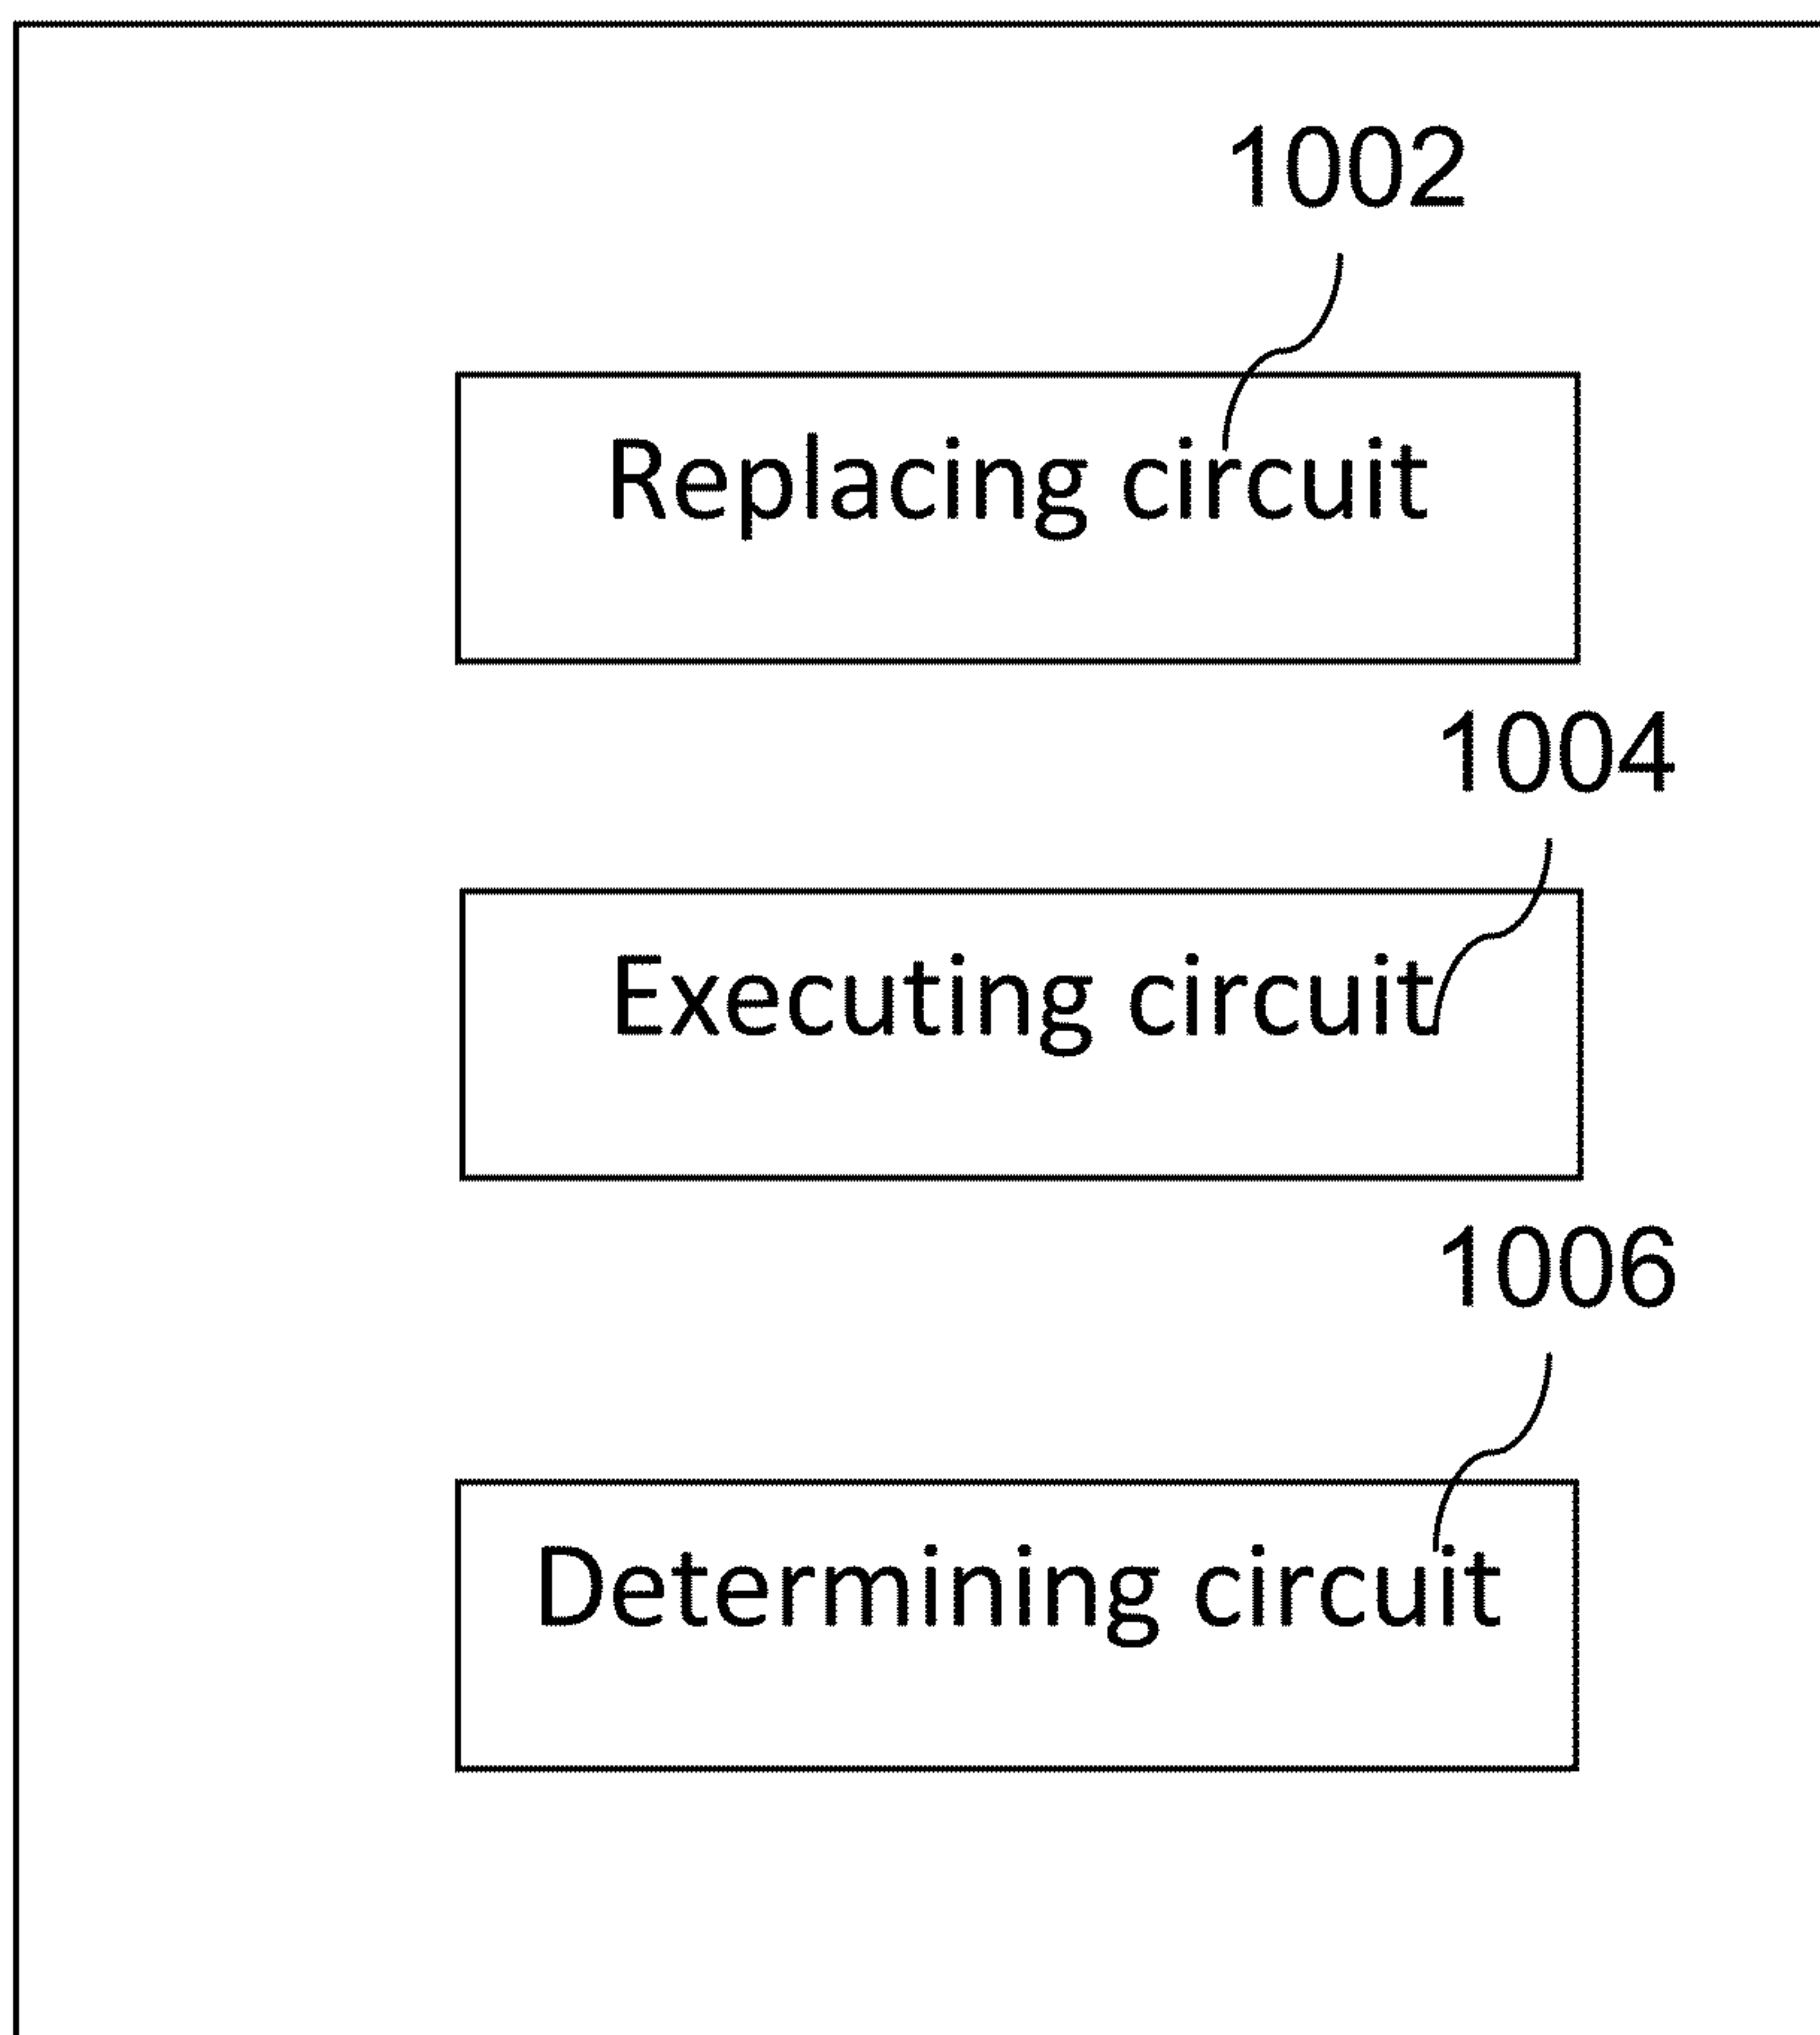 1002
Replacing circuit
1004
Executing circuit
1006
Determining circuit